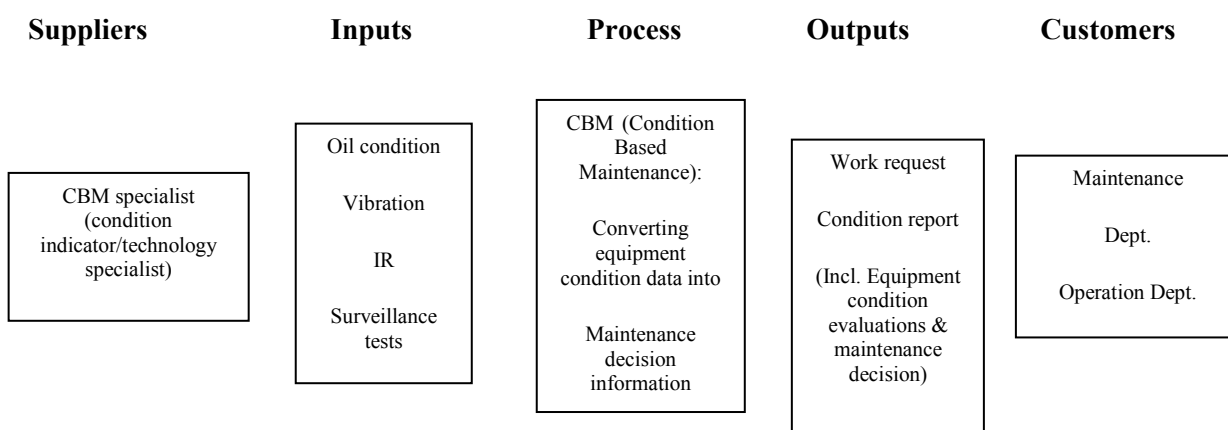 Suppliers Inputs Process Outputs Customers
CBM specialist
(condition
indicator/technology
specialist)
Oil condition
Vibration
IR
Surveillance
tests
CBM (Condition
Based
Maintenance):
Converting
equipment
condition data into
Maintenance
decision
information
Work request
Condition report
(Incl. Equipment
condition
evaluations &
maintenance
decision)
Maintenance
Dept.
Operation Dept.